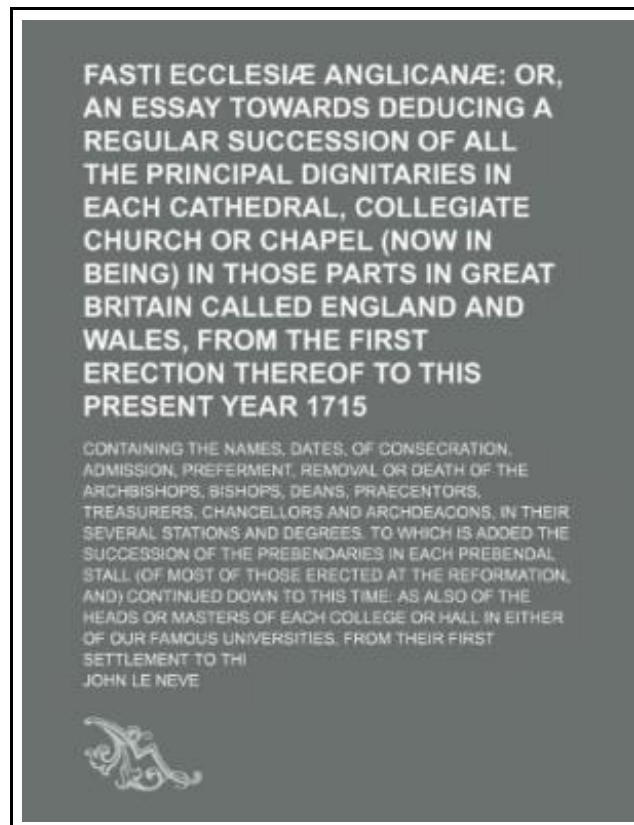 FASTI ECCLESIÆ ANGLICANÆ: OR,
AN ESSAY TOWARDS DEDUCING A
REGULAR SUCCESSION OF ALL
THE PRINCIPAL DIGNITARIES IN
EACH CATHEDRAL, COLLEGIATE
CHURCH OR CHAPEL (NOW IN
BEING) IN THOSE PARTS IN GREAT
BRITAIN CALLED ENGLAND AND
WALES, FROM THE FIRST
ERECTION THEREOF TO THIS
PRESENT YEAR 1715
CONTAINING THE NAMES, DATES, OF CONSECRATION,
ADMISSION, PREFERMENT, REMOVAL OR DEATH OF THE
ARCHBISHOPS, BISHOPS, DEANS, PRAECENTORS,
TREASURERS, CHANCELLORS AND ARCHDEACONS, IN THEIR
SEVERAL STATIONS AND DEGREES. TO WHICH IS ADDED THE
SUCCESSION OF THE PREBENDARIES IN EACH PREBENDAL
STALL (OF MOST OF THOSE ERECTED AT THE REFORMATION,
AND) CONTINUED DOWN TO THIS TIME: AS ALSO OF THE
HEADS OR MASTERS OF EACH COLLEGE OR HALL IN EITHER
OF OUR FAMOUS UNIVERSITIES, FROM THEIR FIRST
SETTLEMENT TO THI
JOHN LE NEVE